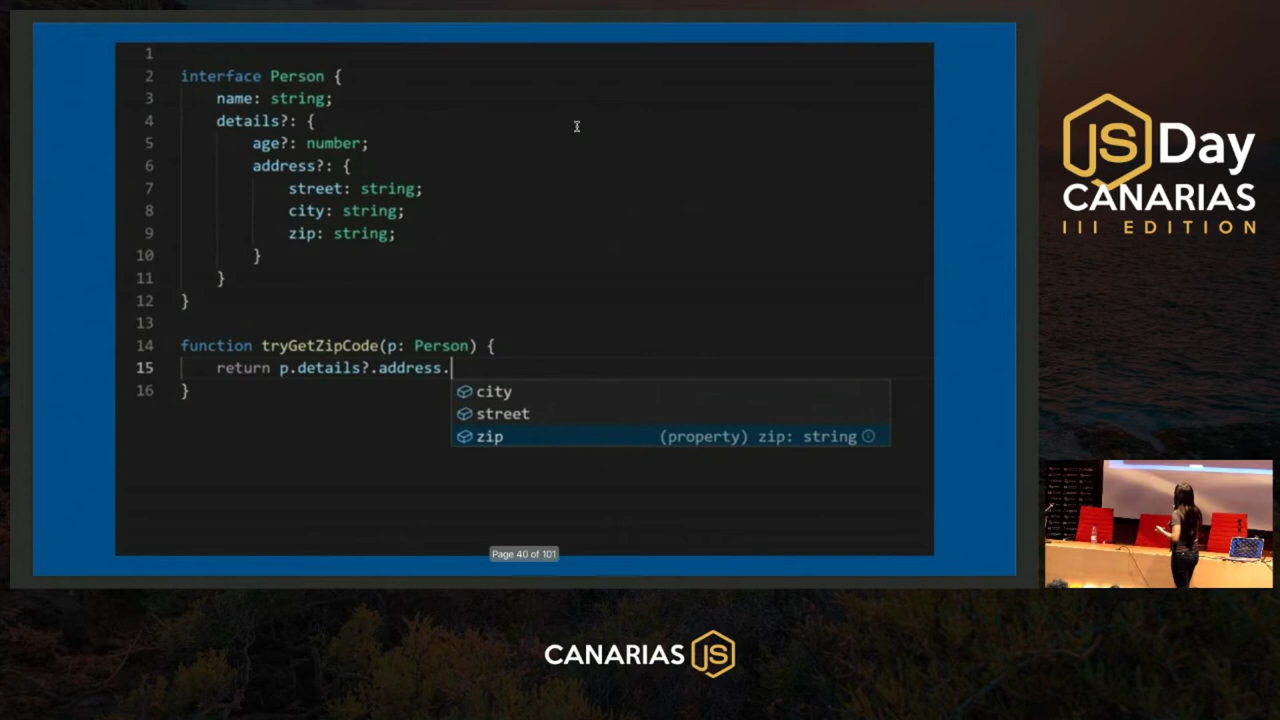 1
2 interface Person {
3 name: string;
4 details?: {
5 age?: number;
6 address?: {
7 street: string;
8 city: string;
9 zip: string;
10 }
11 }
12 }
13
14 function tryGetZipCode(p: Person) {
15 return p.details?.address.
16 }
city
street
zip (property) zip: string
Page 40 of 101
JS Day
CANARIAS
III EDITION
CANARIAS JS